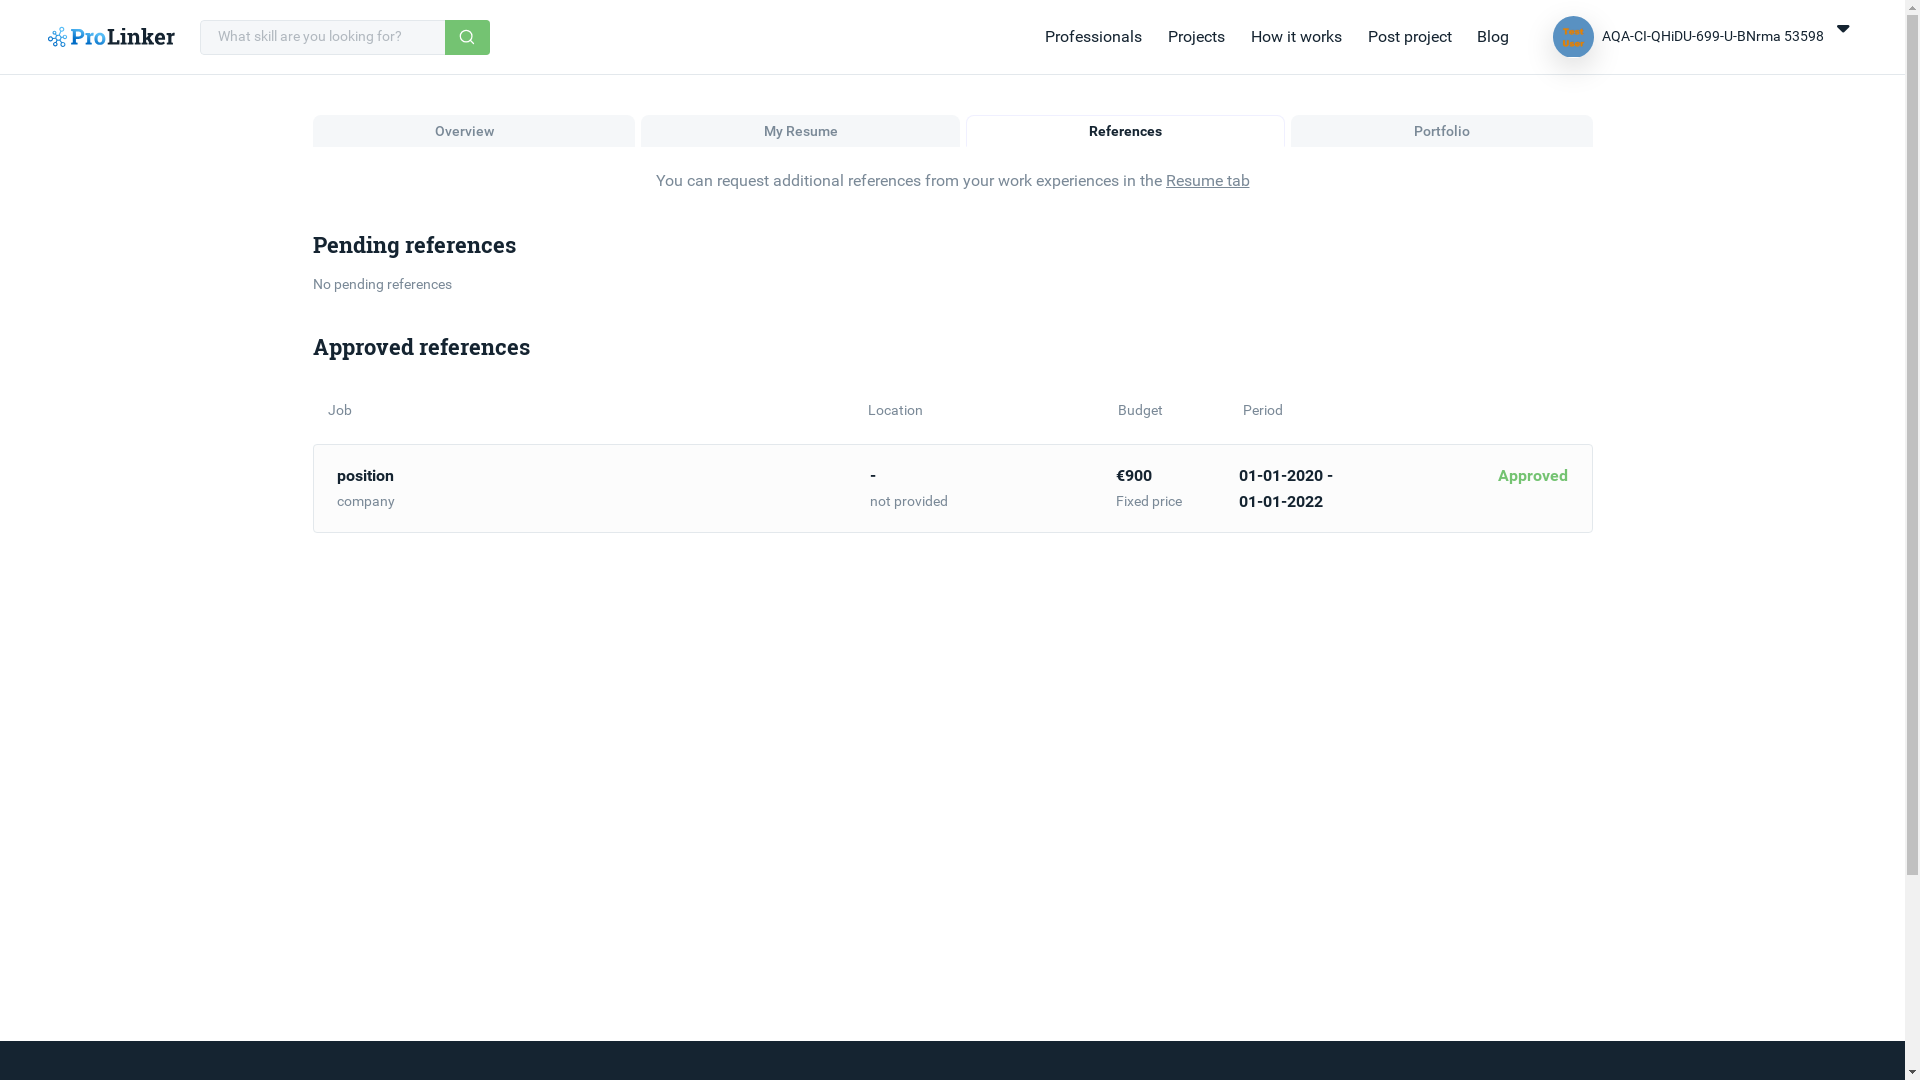 ProLinker
What skill are you looking for?
Professionals
Projects
How it works
Post project
Blog
Test
User
AQA-CI-QHiDU-699-U-BNrma 53598
Overview
My Resume
References
Portfolio
You can request additional references from your work experiences in the Resume tab
Pending references
No pending references
Approved references
Job
Location
Budget
Period
position
company
-
not provided
€900
Fixed price
01-01-2020 -
01-01-2022
Approved